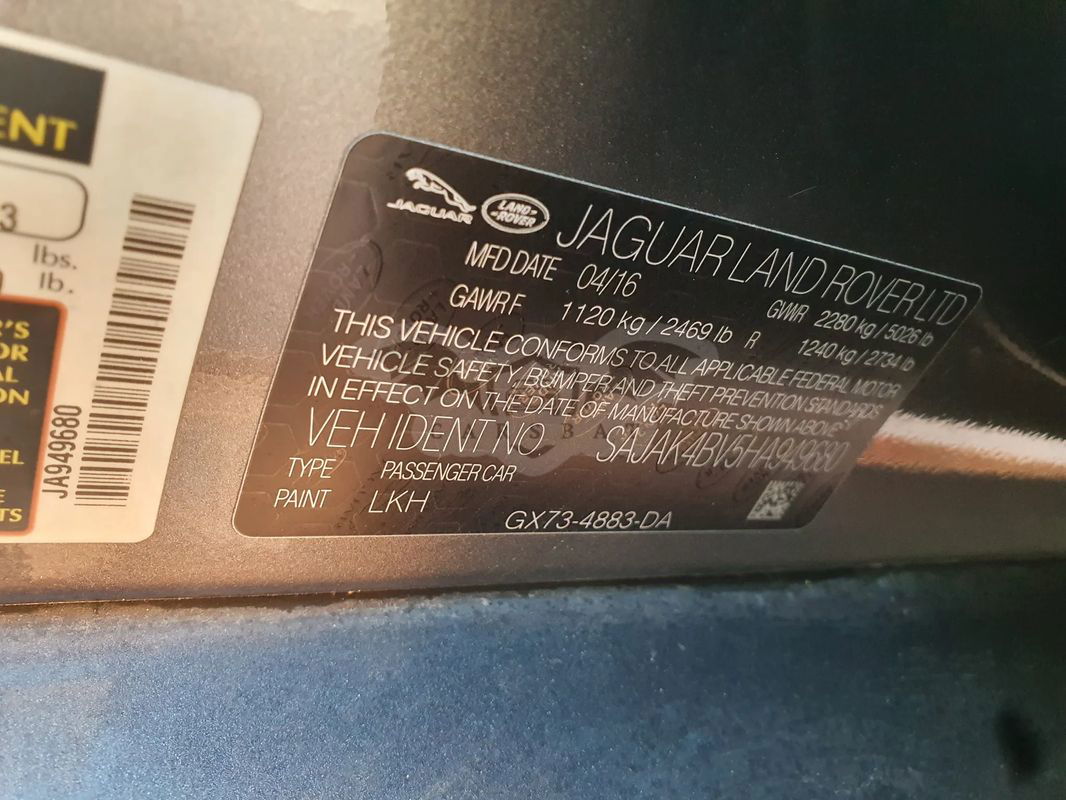 ENT
3
lbs.
lb.
R'S
OR
AL
ON
EL
E
TS
JA949680
JAGUAR
LAND
ROVER
JAGUAR LAND ROVER LTD
MFD DATE 04/16 GWR 2280 kg / 5026 lb
GAWR F 1120 kg / 2469 lb R 1240 kg / 2734 lb
THIS VEHICLE CONFORMS TO ALL APPLICABLE FEDERAL MOTOR
VEHICLE SAFETY, BUMPER AND THEFT PREVENTION STANDARDS
IN EFFECT ON THE DATE OF MANUFACTURE SHOWN ABOVE
VEH IDENT NO SAJAK4BV5HA949680
TYPE PASSENGER CAR
PAINT LKH
GX73-4883-DA